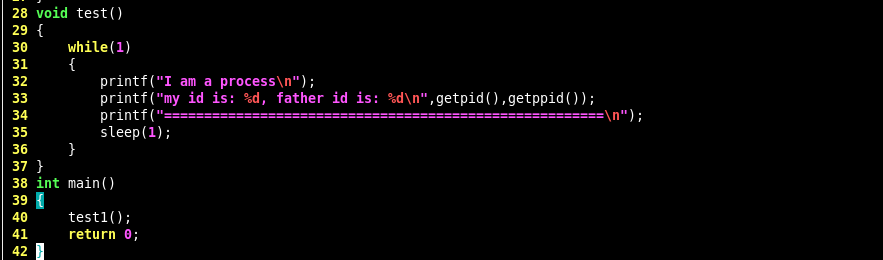 28 void test()
29 {
30     while(1)
31     {
32         printf("I am a process\n");
33         printf("my id is: %d, father id is: %d\n",getpid(),getppid());
34         printf("=======================================================\n");
35         sleep(1);
36     }
37 }
38 int main()
39 {
40     test1();
41     return 0;
42 }